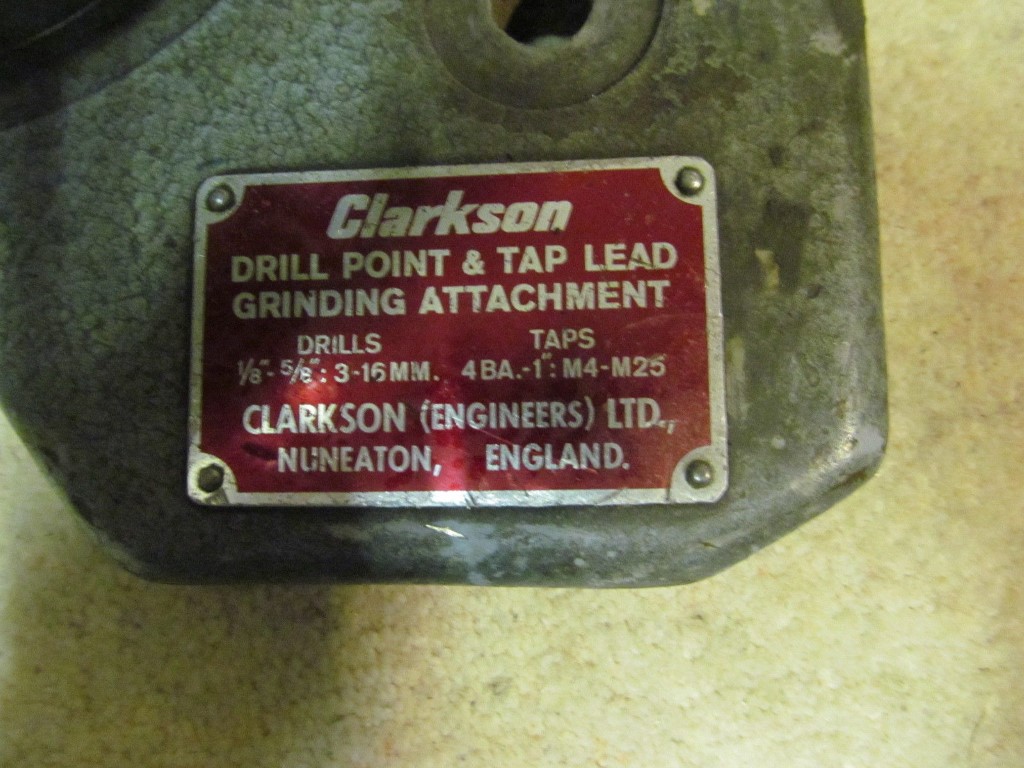 Clarkson
DRILL POINT & TAP LEAD
GRINDING ATTACHMENT
DRILLS TAPS
1/8"-5/8": 3-16MM. 4BA.-1": M4-M25
CLARKSON (ENGINEERS) LTD.,
NUNEATON, ENGLAND.